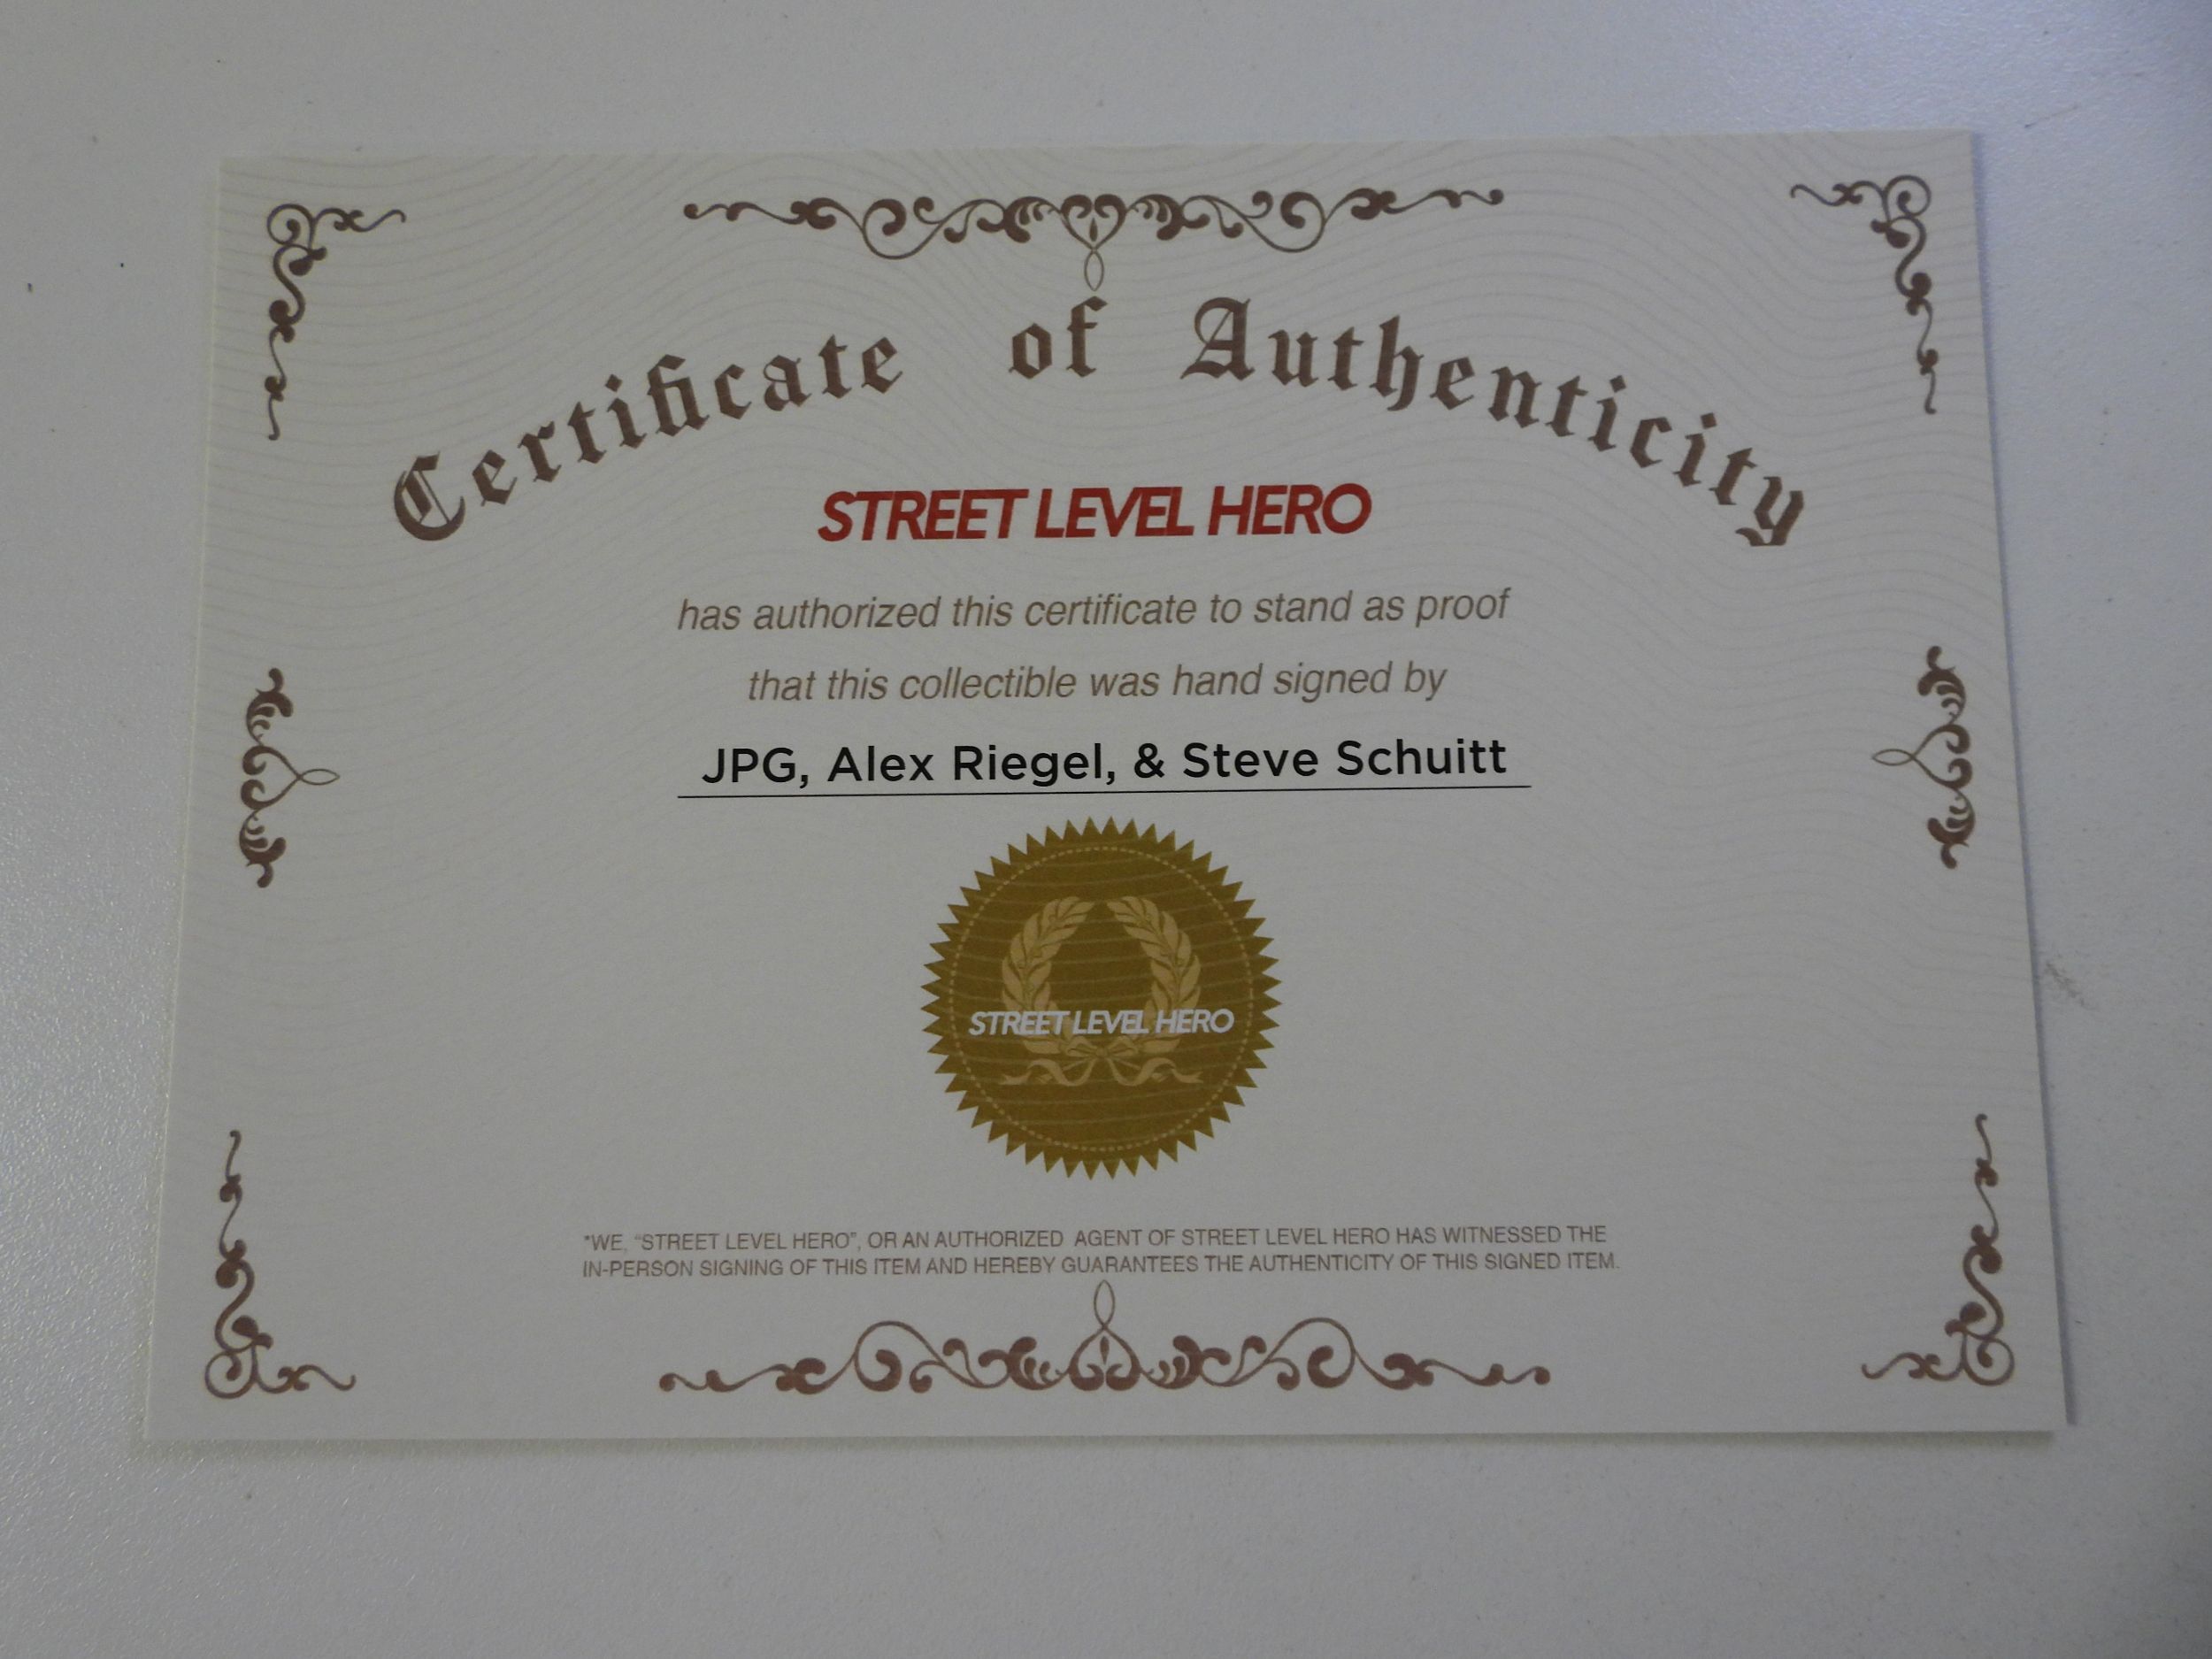 Certificate of Authenticity
STREET LEVEL HERO
has authorized this certificate to stand as proof
that this collectible was hand signed by
JPG, Alex Riegel, & Steve Schuitt
STREET LEVEL HERO
*WE, "STREET LEVEL HERO", OR AN AUTHORIZED AGENT OF STREET LEVEL HERO HAS WITNESSED THE
IN-PERSON SIGNING OF THIS ITEM AND HEREBY GUARANTEES THE AUTHENTICITY OF THIS SIGNED ITEM.